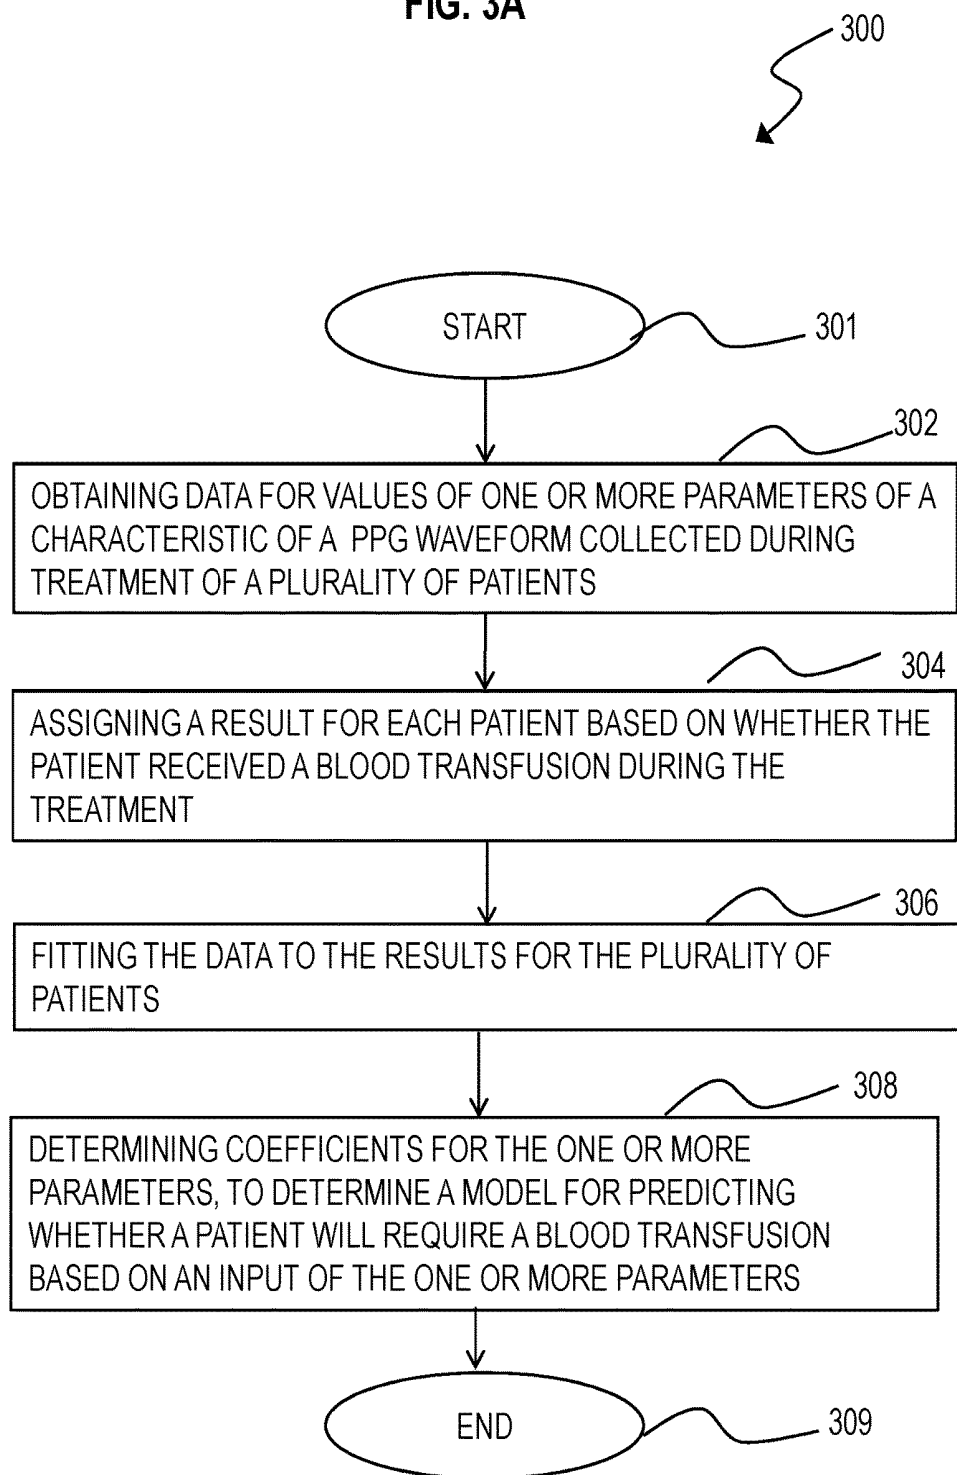 FIG. 3A
300
START
301
302
OBTAINING DATA FOR VALUES OF ONE OR MORE PARAMETERS OF A
CHARACTERISTIC OF A PPG WAVEFORM COLLECTED DURING
TREATMENT OF A PLURALITY OF PATIENTS
304
ASSIGNING A RESULT FOR EACH PATIENT BASED ON WHETHER THE
PATIENT RECEIVED A BLOOD TRANSFUSION DURING THE
TREATMENT
306
FITTING THE DATA TO THE RESULTS FOR THE PLURALITY OF
PATIENTS
308
DETERMINING COEFFICIENTS FOR THE ONE OR MORE
PARAMETERS, TO DETERMINE A MODEL FOR PREDICTING
WHETHER A PATIENT WILL REQUIRE A BLOOD TRANSFUSION
BASED ON AN INPUT OF THE ONE OR MORE PARAMETERS
END
309